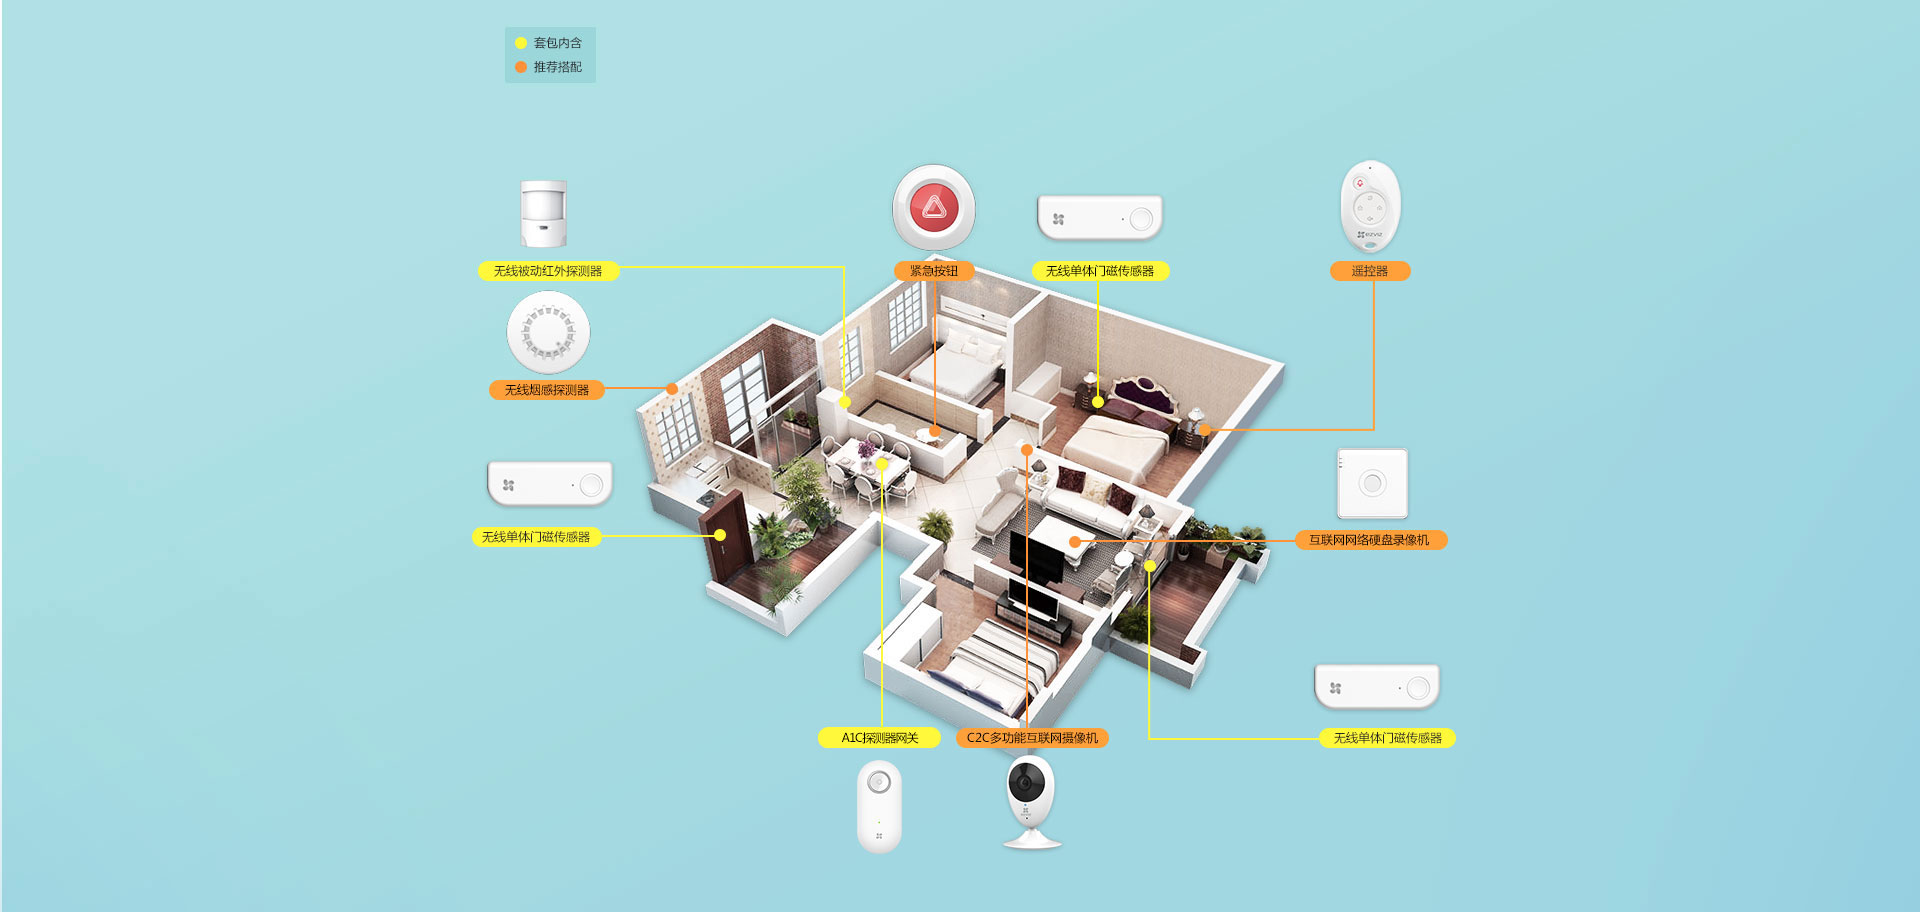 套包内含
推荐搭配
无线被动红外探测器
紧急按钮
无线单体门磁传感器
遥控器
无线烟感探测器
无线单体门磁传感器
互联网网络硬盘录像机
A1C探测器网关
C2C多功能互联网摄像机
无线单体门磁传感器
ezviz